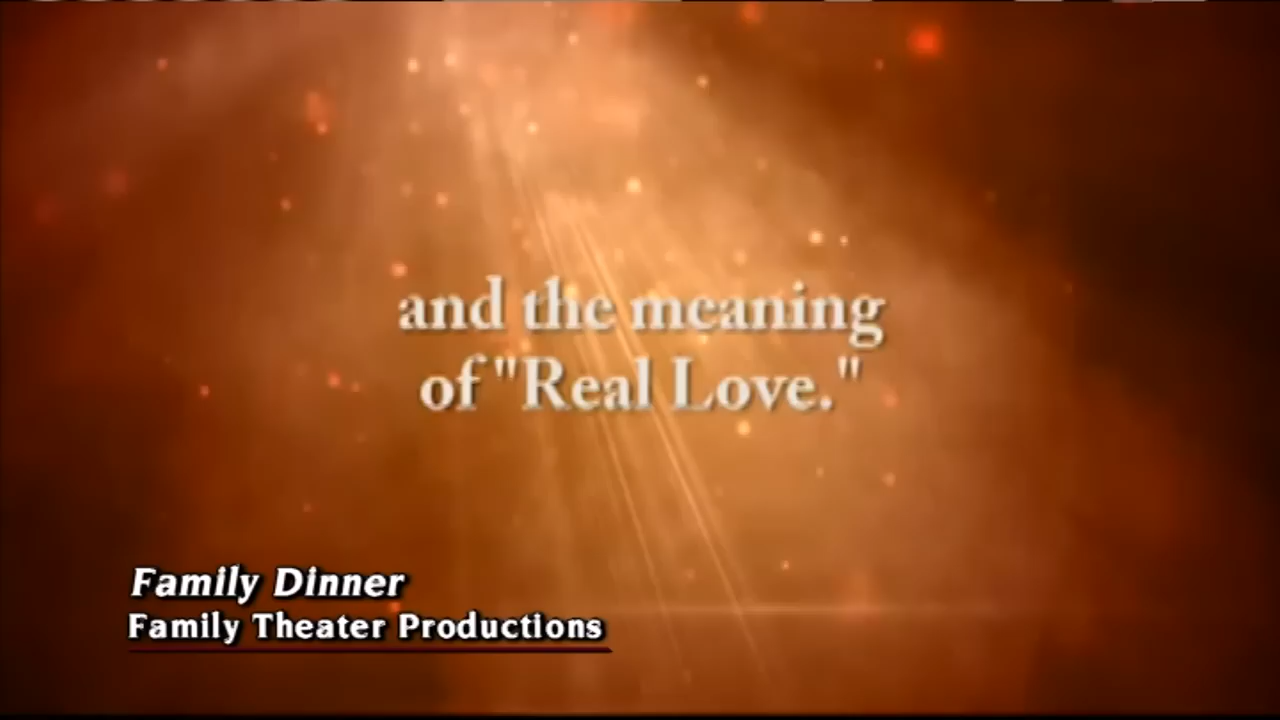 and the meaning
of "Real Love."
Family Dinner
Family Theater Productions